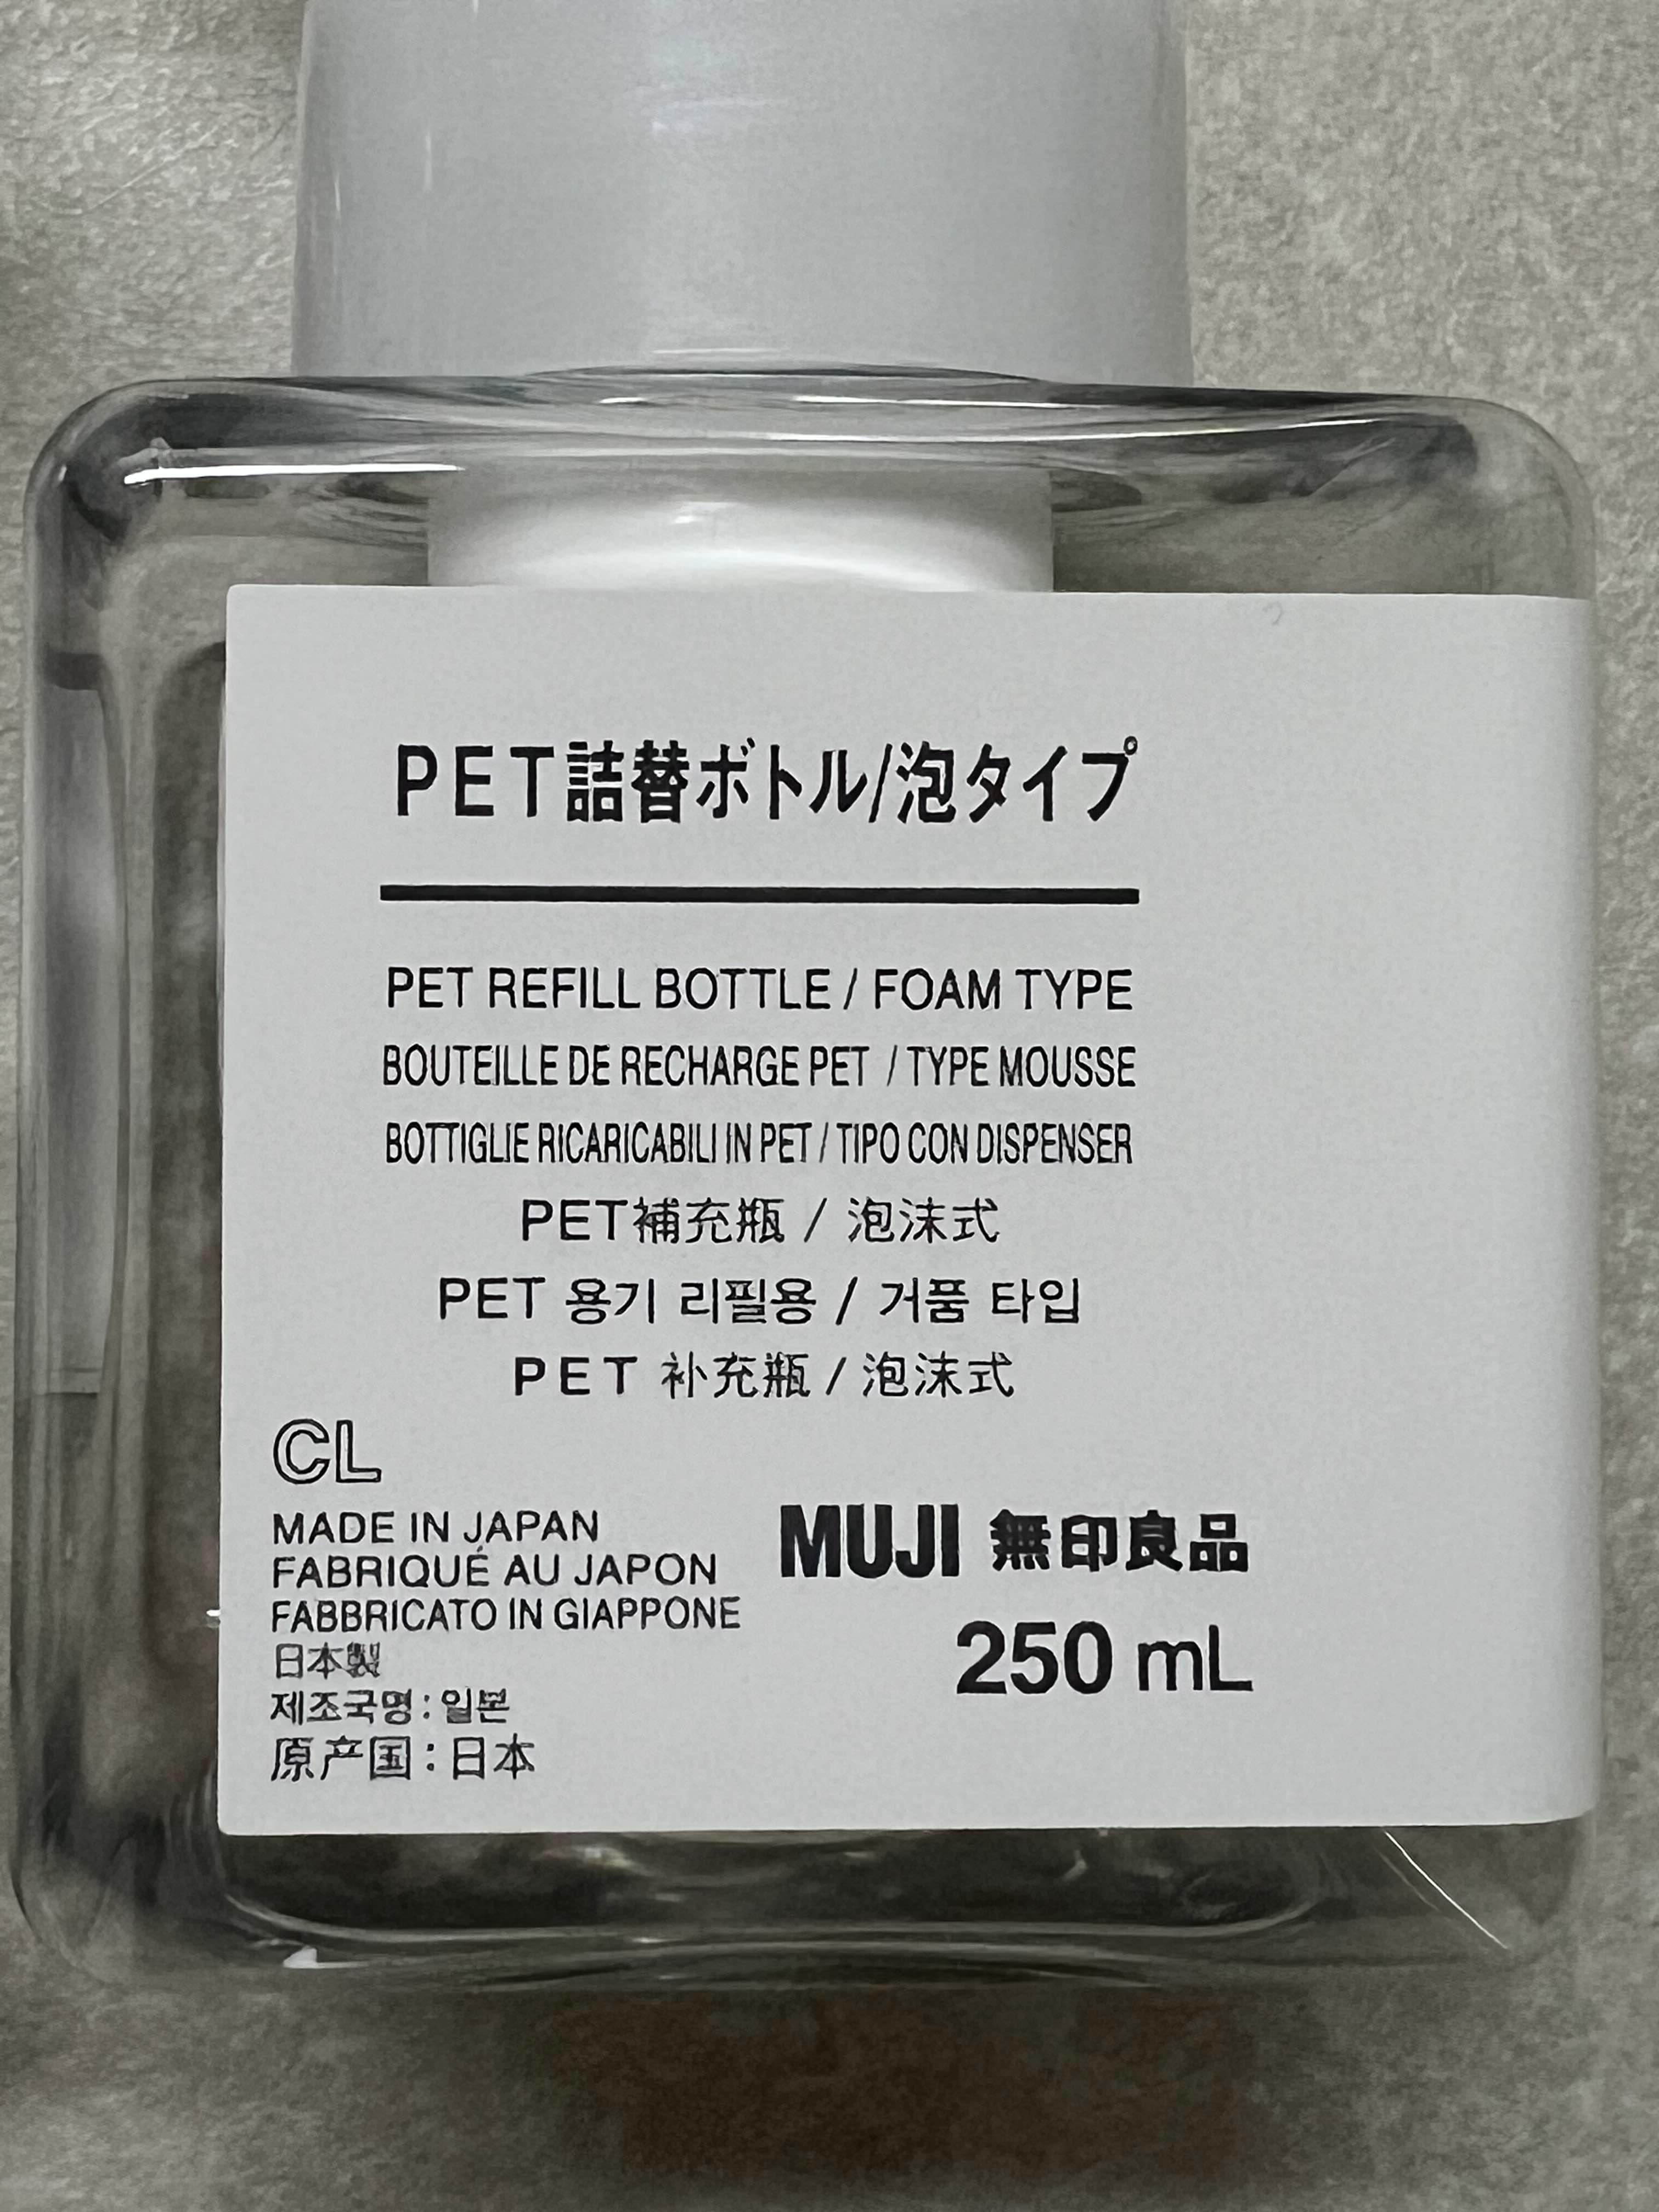 PET詰替ボトル/泡タイプ
PET REFILL BOTTLE / FOAM TYPE
BOUTEILLE DE RECHARGE PET / TYPE MOUSSE
BOTTIGLIE RICARICABILI IN PET / TIPO CON DISPENSER
PET補充瓶 / 泡沫式
PET 용기 리필용 / 거품 타입
PET 补充瓶 / 泡沫式
CL
MADE IN JAPAN
FABRIQUÉ AU JAPON
FABBRICATO IN GIAPPONE
日本製
제조국명 : 일본
原产国 : 日本
MUJI 無印良品
250 mL